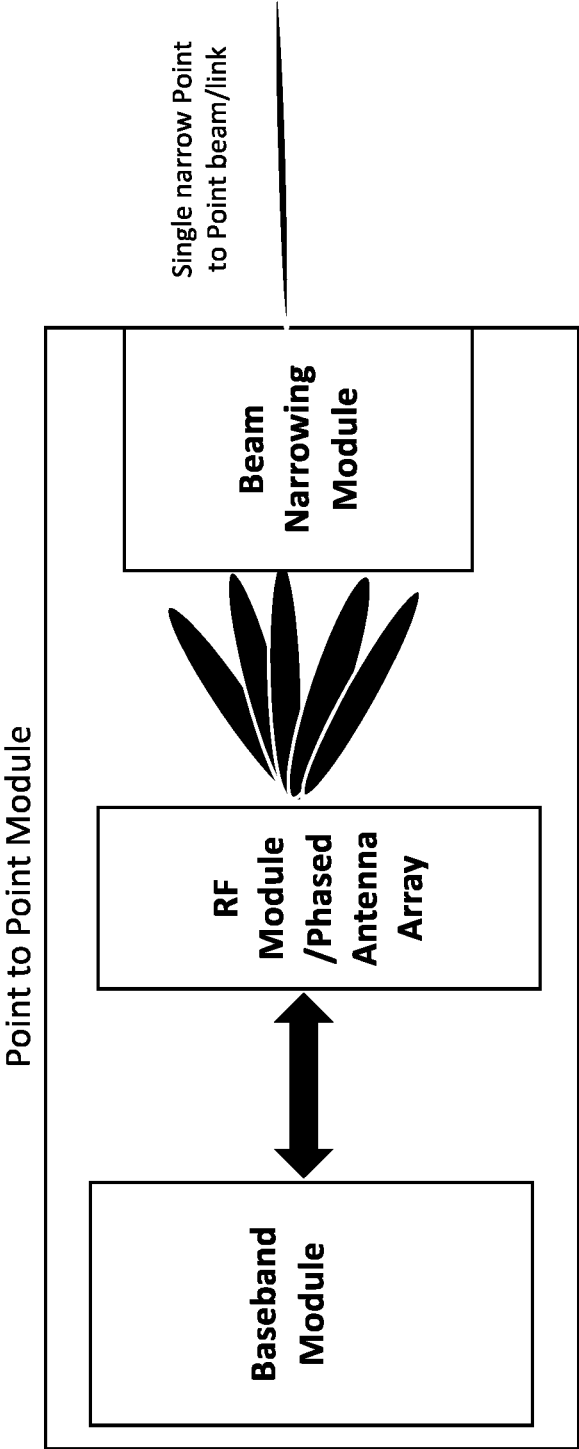 Point to Point Module
Baseband
Module
RF
Module
/Phased
Antenna
Array
Beam
Narrowing
Module
Single narrow Point
to Point beam/link